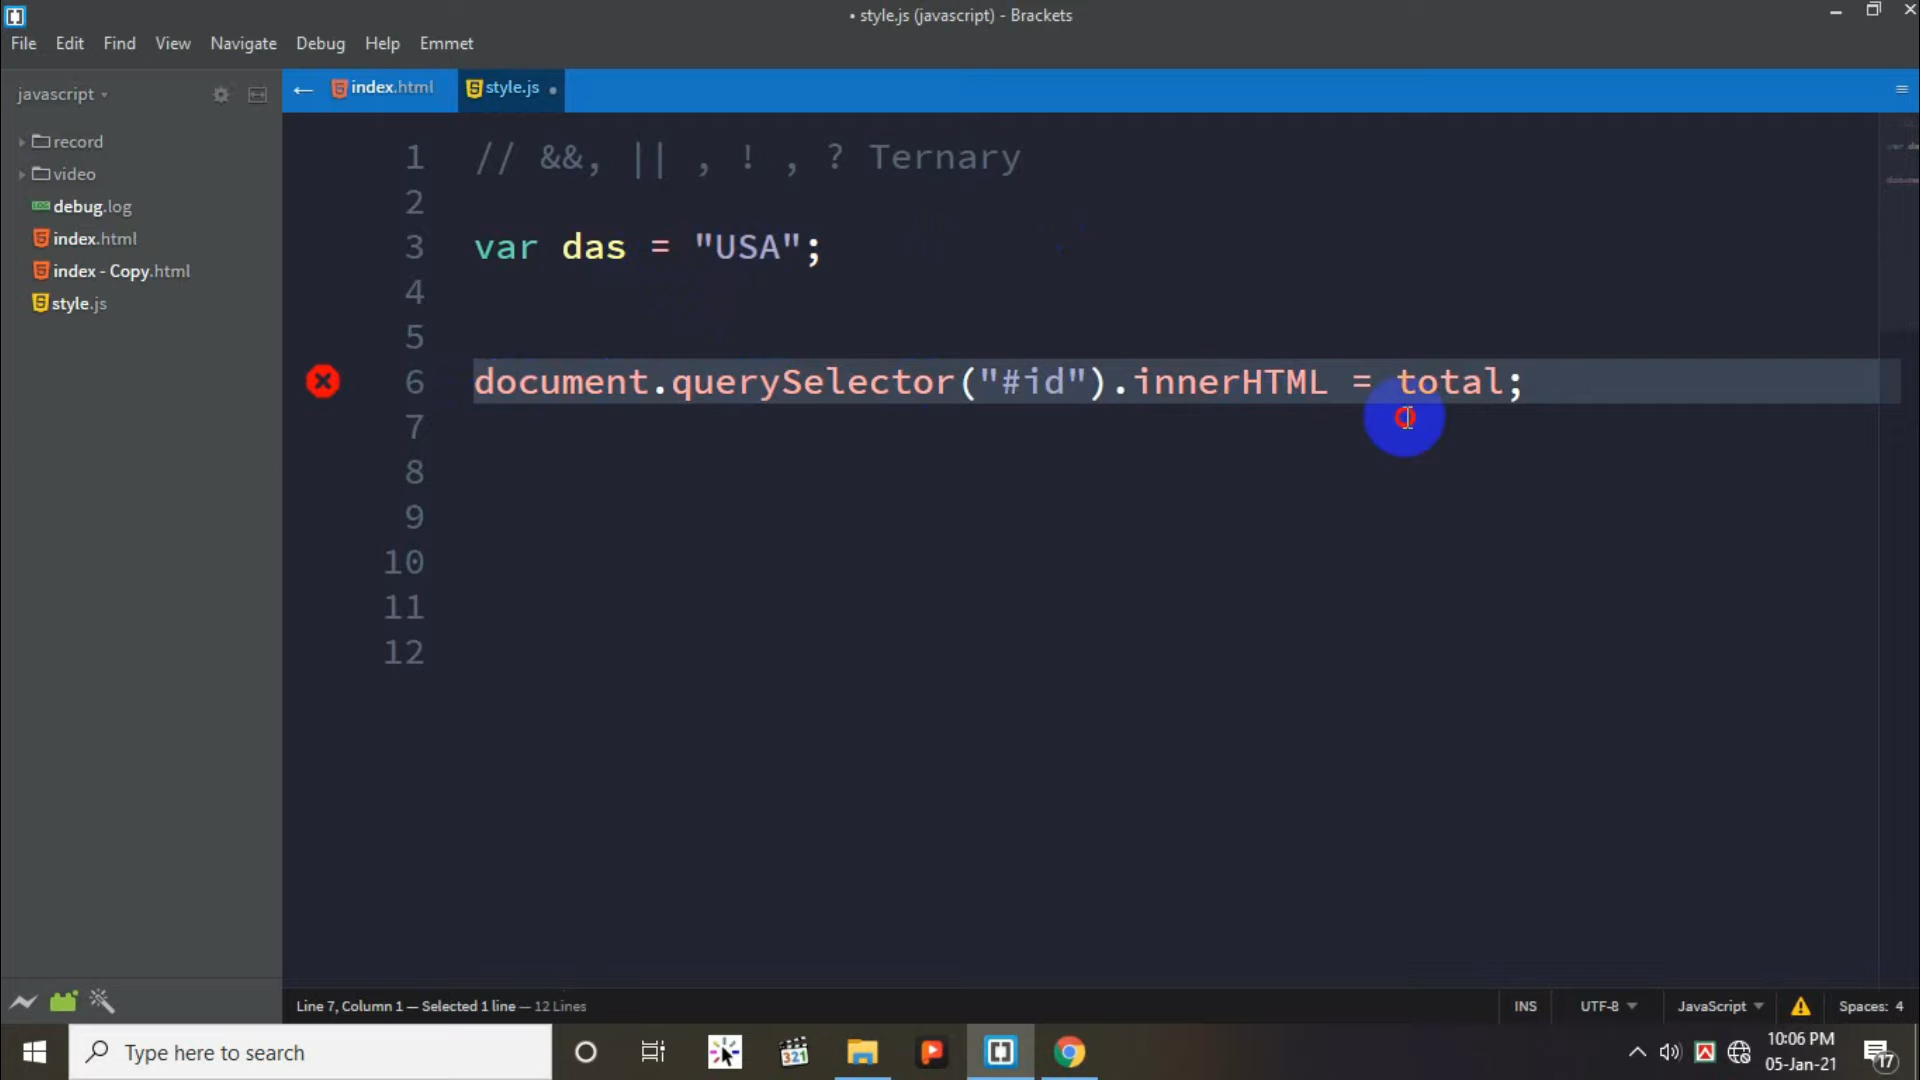 • style.js (javascript) - Brackets
File Edit Find View Navigate Debug Help Emmet
javascript
index.html
style.js
record
video
debug.log
index.html
index - Copy.html
style.js
1 // &&, || , ! , ? Ternary
2
3 var das = "USA";
4
5
6 document.querySelector("#id").innerHTML = total;
7
8
9
10
11
12
Line 7, Column 1 — Selected 1 line — 12 Lines
INS UTF-8 JavaScript Spaces: 4
Type here to search
321
10:06 PM
05-Jan-21
17